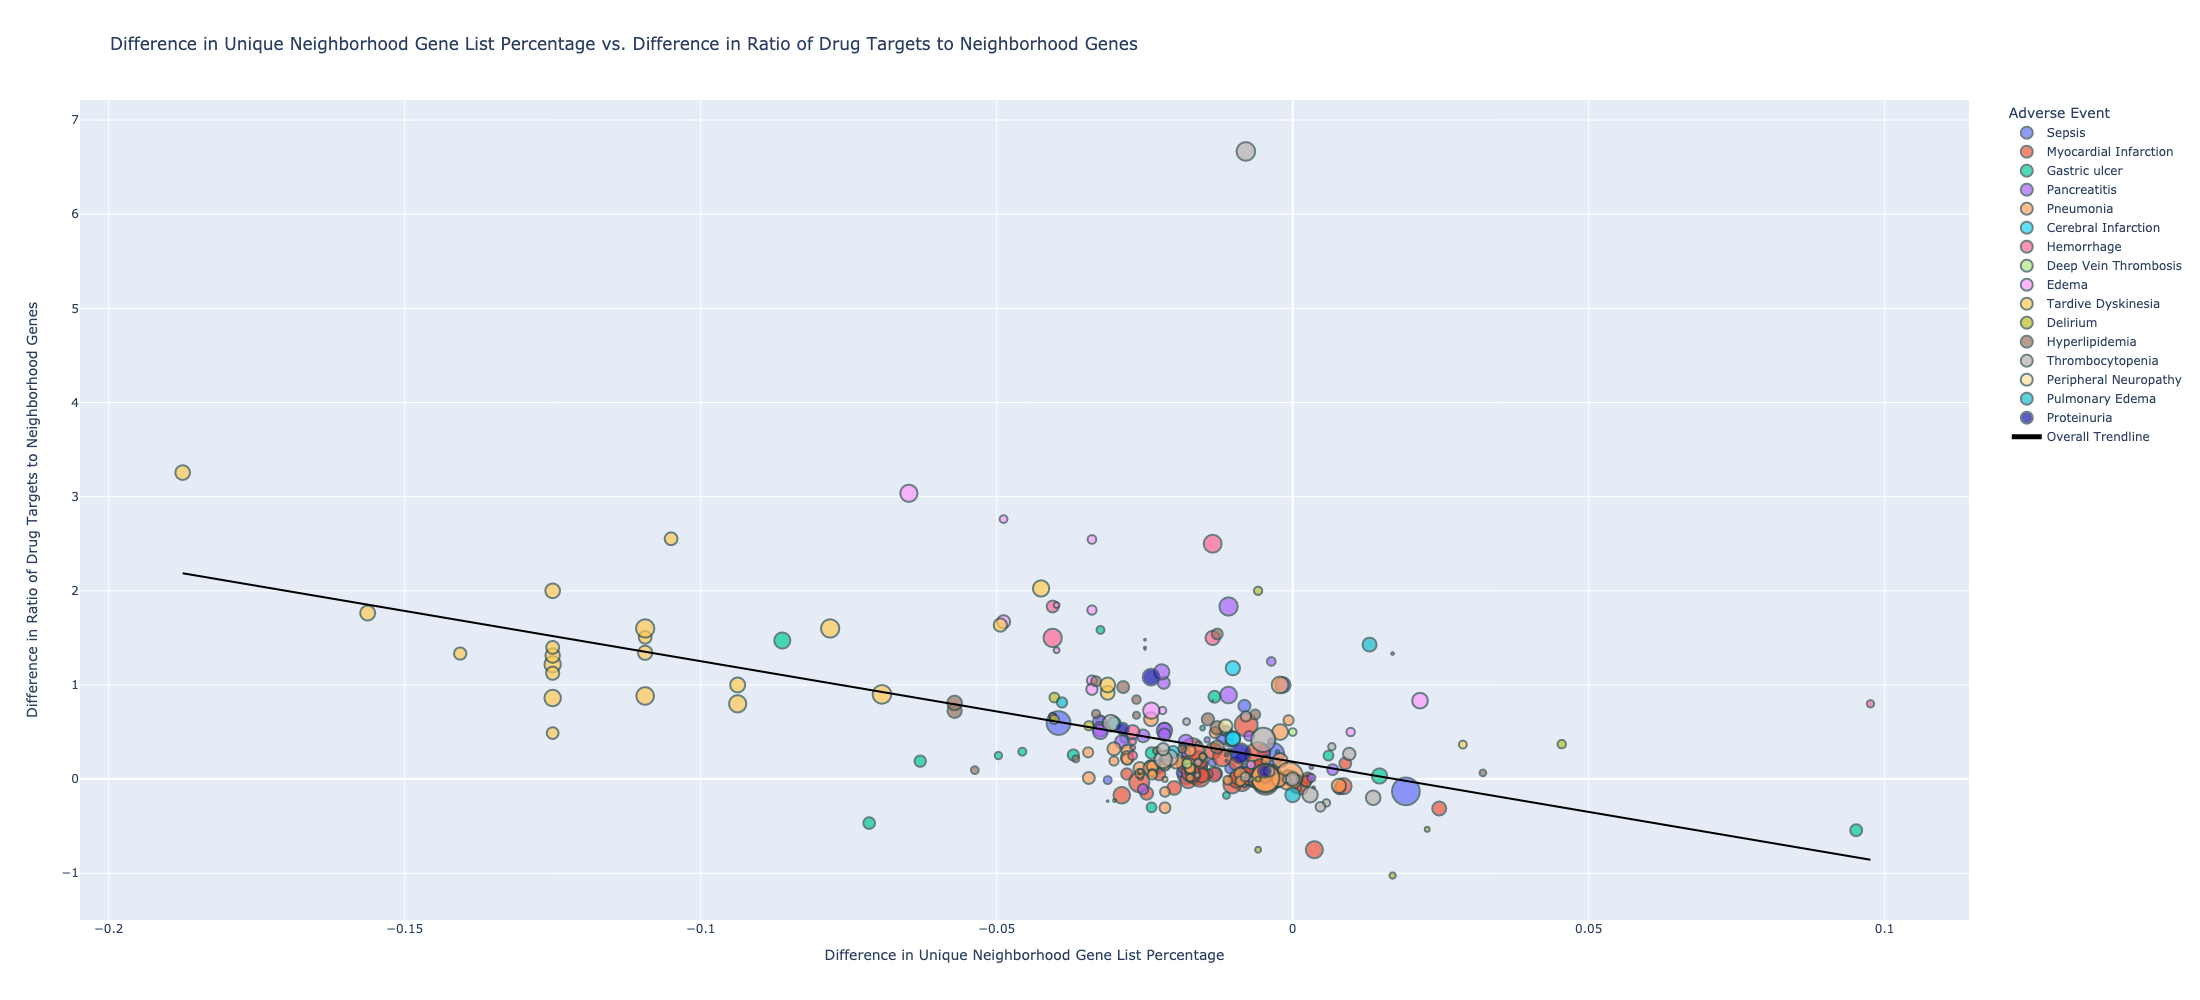 Difference in Unique Neighborhood Gene List Percentage vs. Difference in Ratio of Drug Targets to Neighborhood Genes
Difference in Ratio of Drug Targets to Neighborhood Genes
7
6
5
4
3
2
1
0
−1
−0.2
−0.15
−0.1
−0.05
0
0.05
0.1
Difference in Unique Neighborhood Gene List Percentage
Adverse Event
Sepsis
Myocardial Infarction
Gastric ulcer
Pancreatitis
Pneumonia
Cerebral Infarction
Hemorrhage
Deep Vein Thrombosis
Edema
Tardive Dyskinesia
Delirium
Hyperlipidemia
Thrombocytopenia
Peripheral Neuropathy
Pulmonary Edema
Proteinuria
Overall Trendline